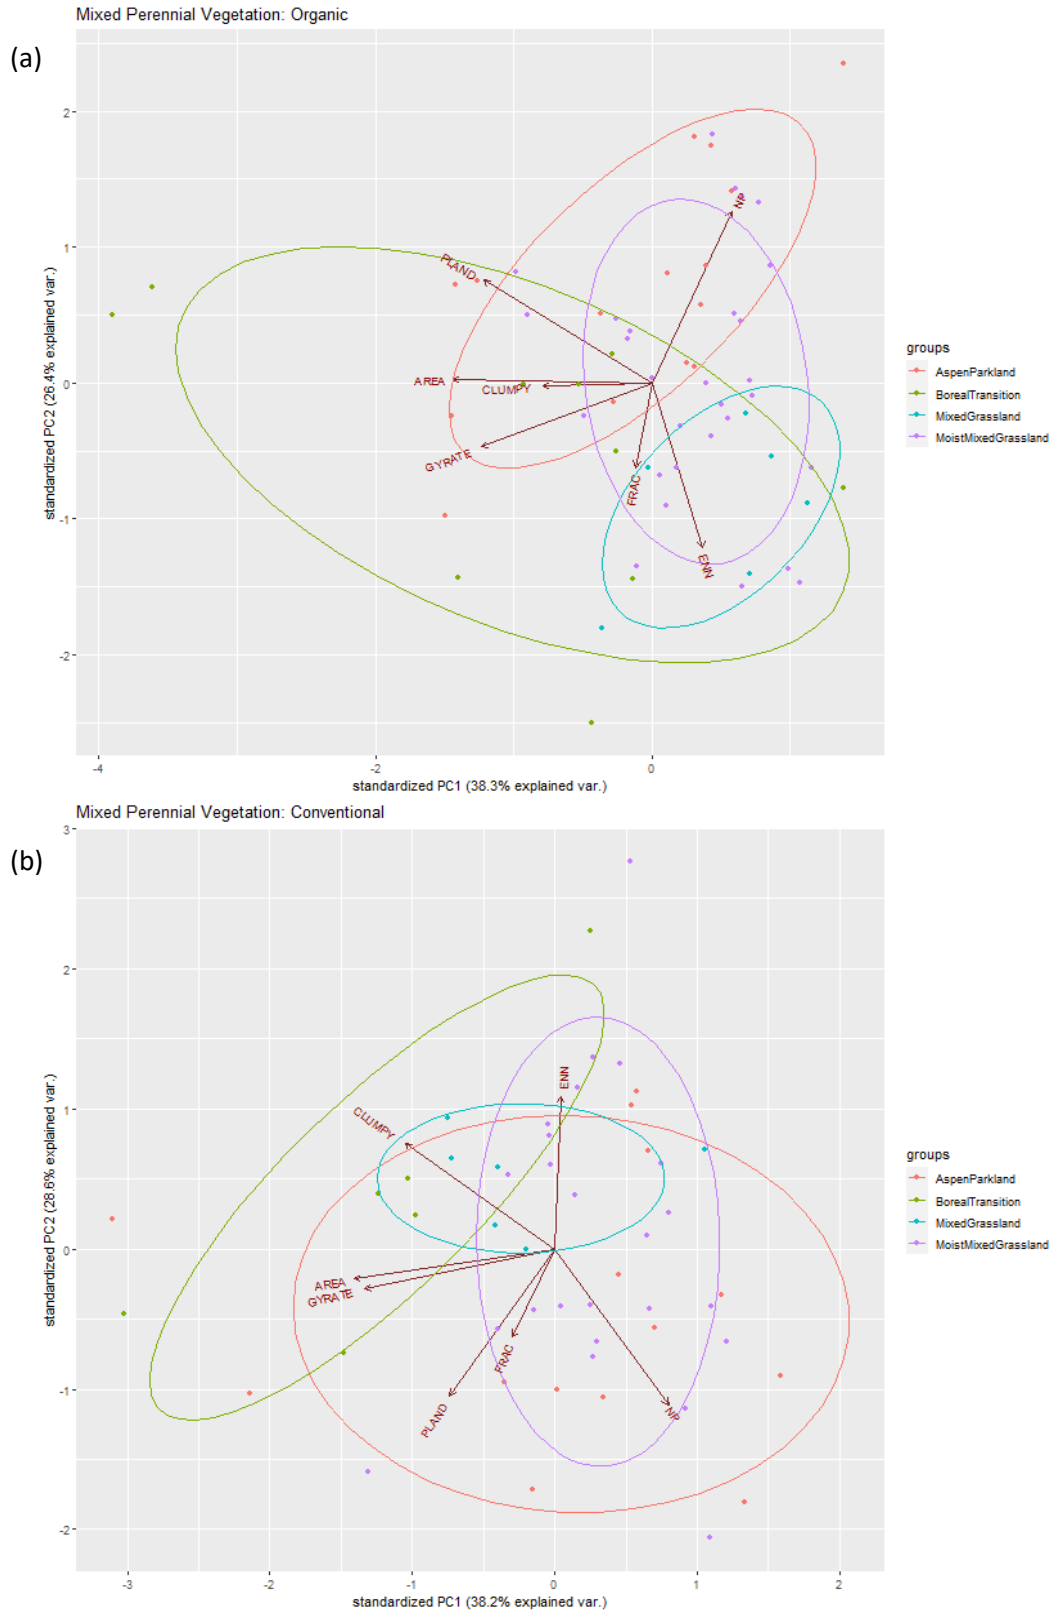 Mixed Perennial Vegetation: Organic
(a)
2
1
0
-1
-2
standardized PC2 (26.4% explained var.)
NP
PLAND
AREA
CLUMPY
GYRATE
FRAC
ENN
-4
-2
0
standardized PC1 (38.3% explained var.)
groups
AspenParkland
BorealTransition
MixedGrassland
MoistMixedGrassland
Mixed Perennial Vegetation: Conventional
(b)
3
2
1
0
-1
-2
standardized PC2 (28.6% explained var.)
ENN
CLUMPY
AREA
GYRATE
FRAC
PLAND
NP
-3
-2
-1
0
1
2
standardized PC1 (38.2% explained var.)
groups
AspenParkland
BorealTransition
MixedGrassland
MoistMixedGrassland